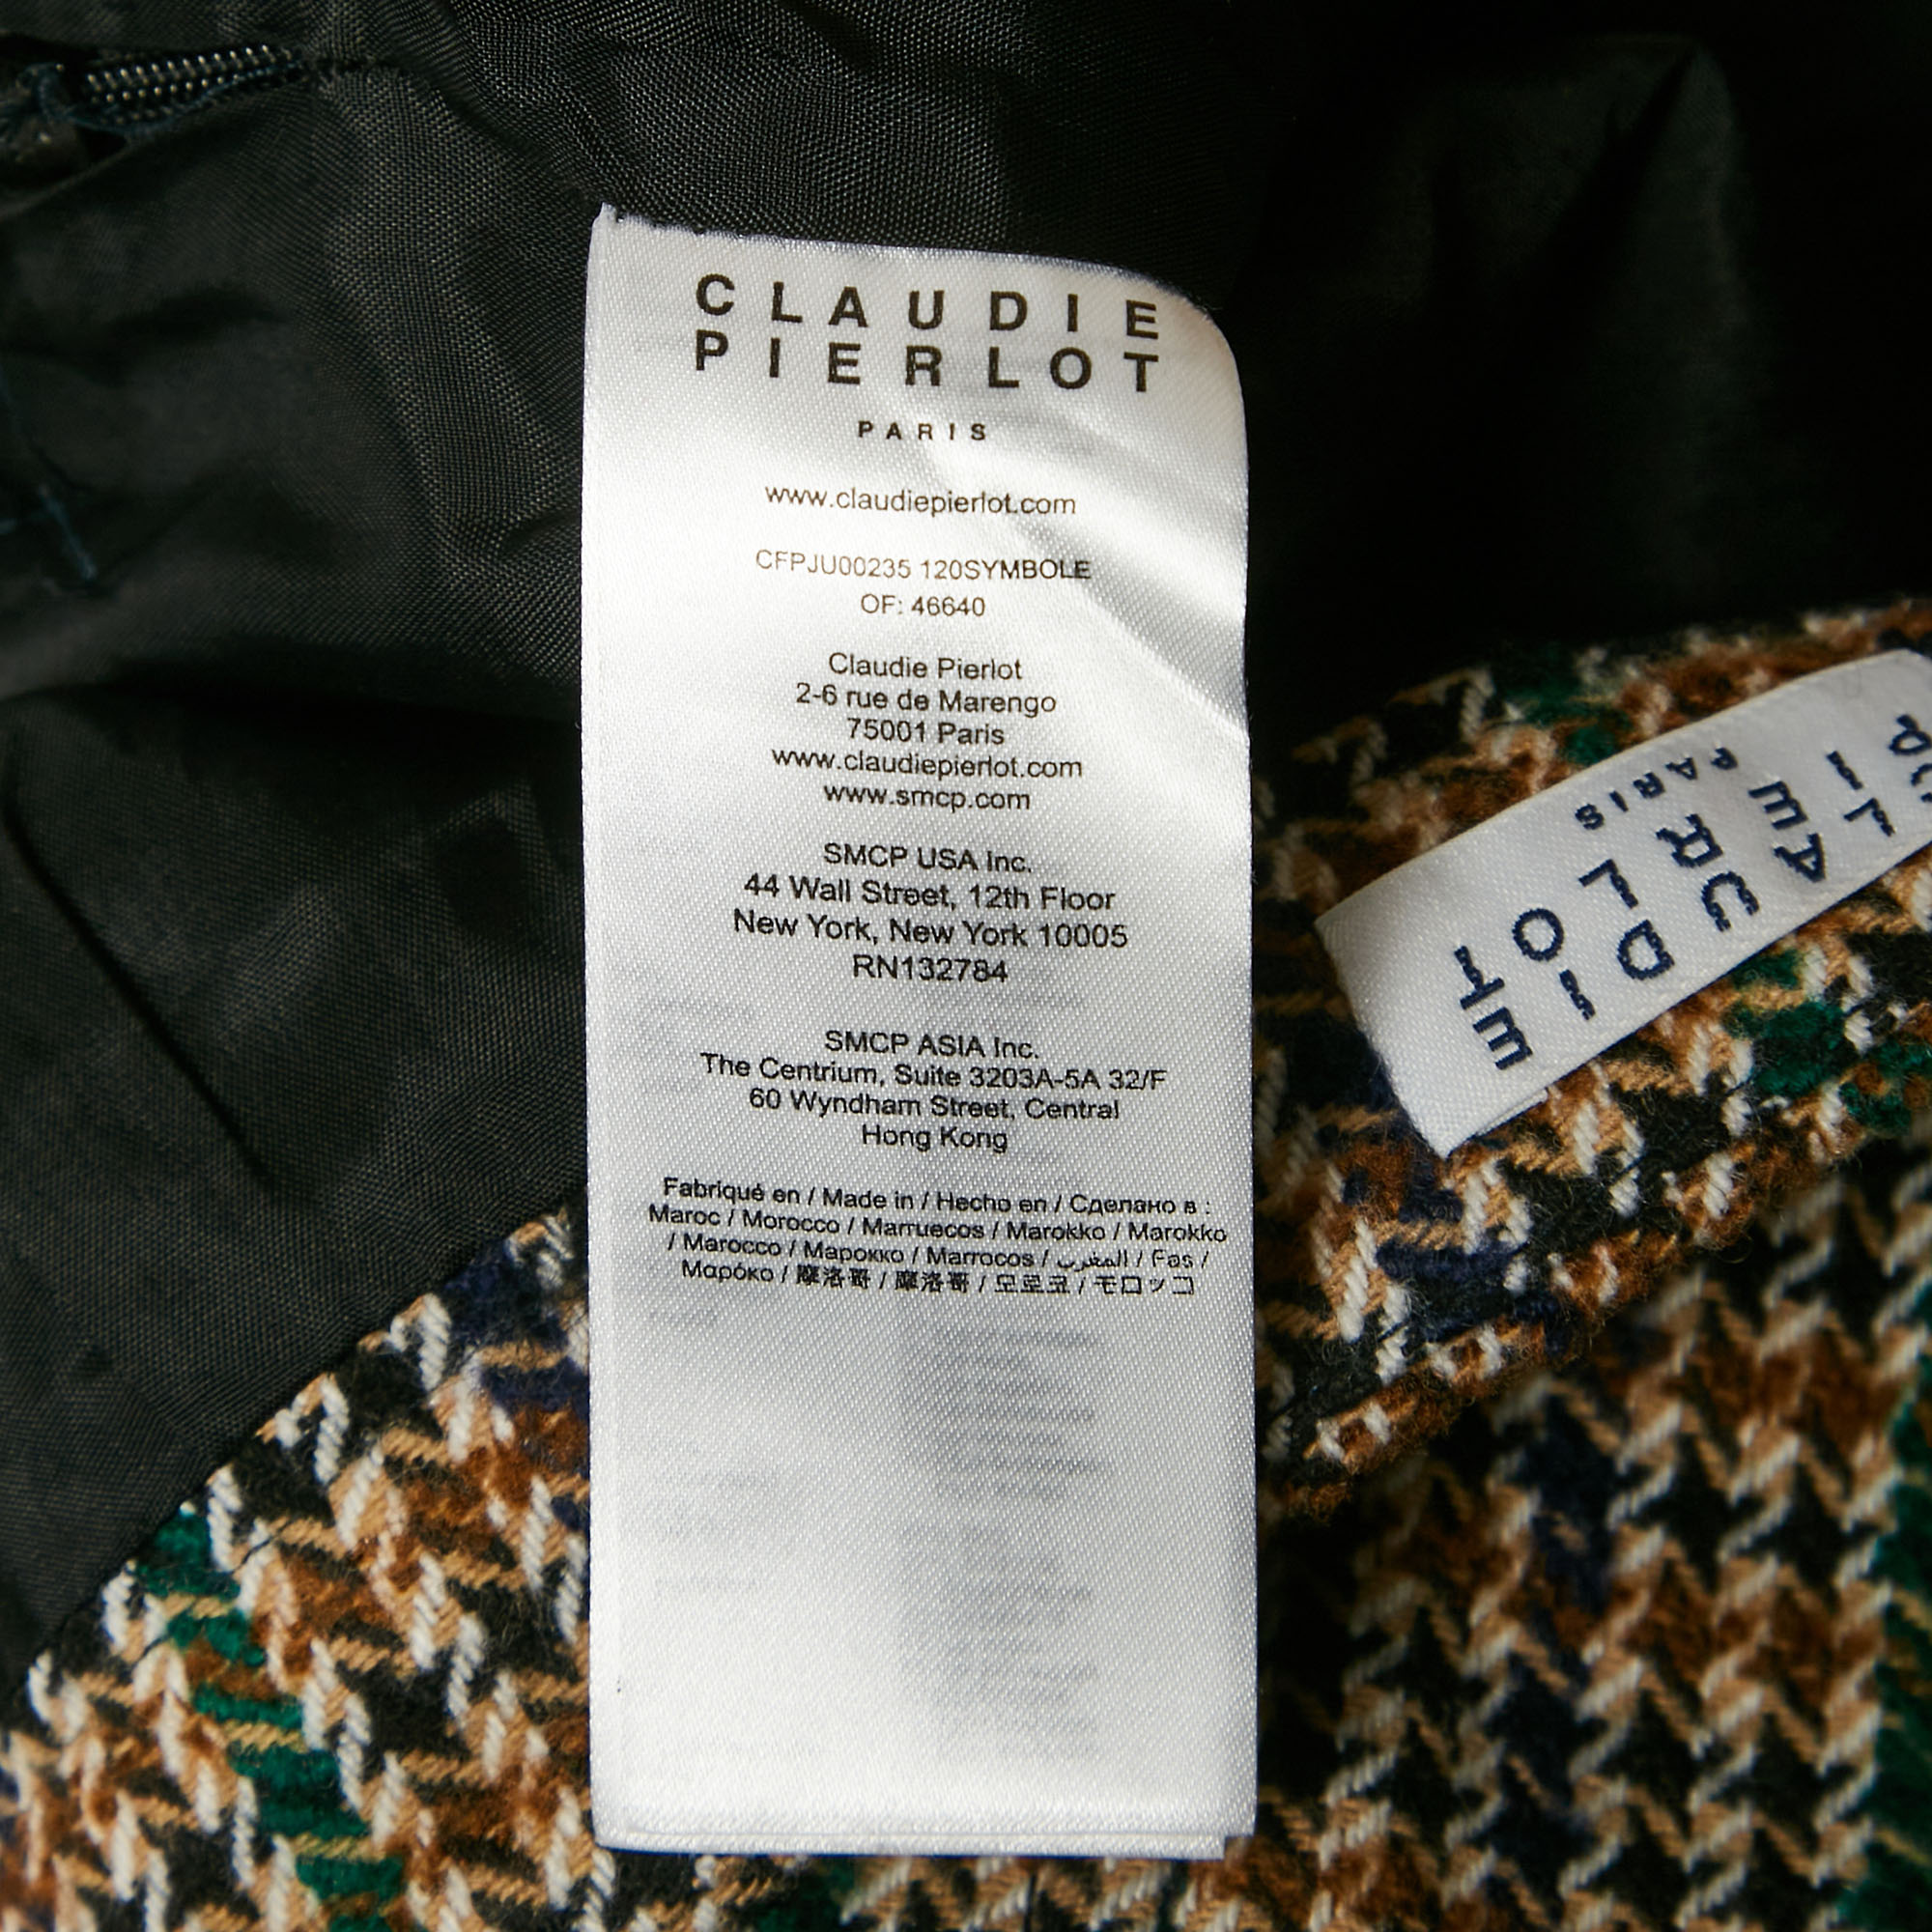 CLAUDIE
PIERLOT
PARIS
www.claudiepierlot.com
CFPJU00235 120SYMBOLE
OF: 46640
Claudie Pierlot
2-6 rue de Marengo
75001 Paris
www.claudiepierlot.com
www.smcp.com
SMCP USA Inc.
44 Wall Street, 12th Floor
New York, New York 10005
RN132784
SMCP ASIA Inc.
The Centrium, Suite 3203A-5A 32/F
60 Wyndham Street, Central
Hong Kong
Fabriqué en / Made in / Hecho en / Сделано в :
Maroc / Morocco / Marruecos / Marokko / Marokko
/ Marocco / Марокко / Marrocos / المغرب / Fas /
Μαρόκο / 摩洛哥 / 摩洛哥 / 모로코 / モロッコ
CLAUDIE
PIERLOT
PARIS